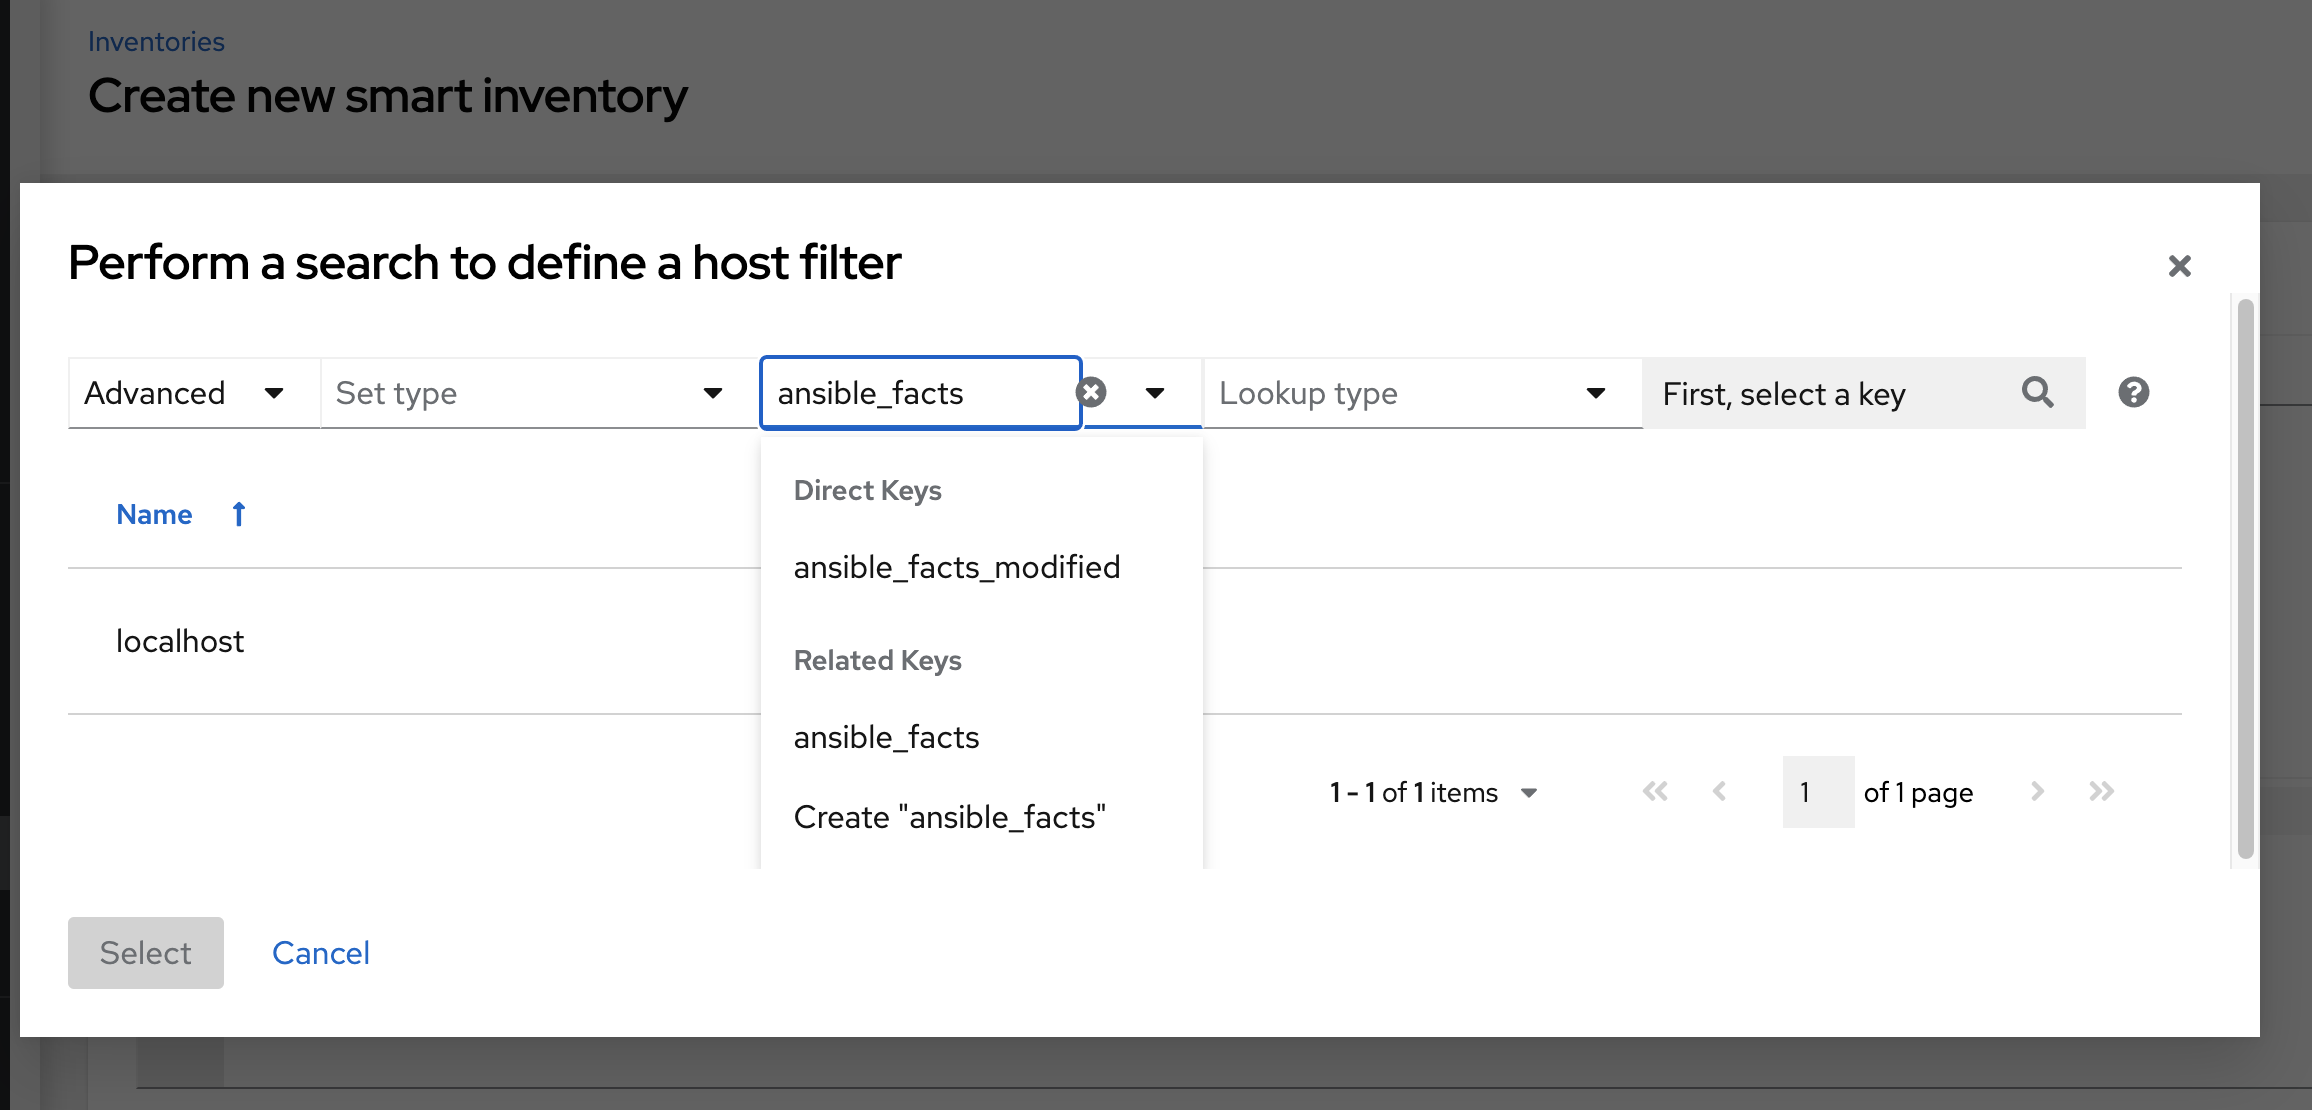 Inventories
Create new smart inventory
Perform a search to define a host filter
Advanced Set type ansible_facts Lookup type First, select a key
Direct Keys
Name
ansible_facts_modified
localhost
Related Keys
ansible_facts
1 - 1 of 1 items 1 of 1 page
Create "ansible_facts"
Select Cancel